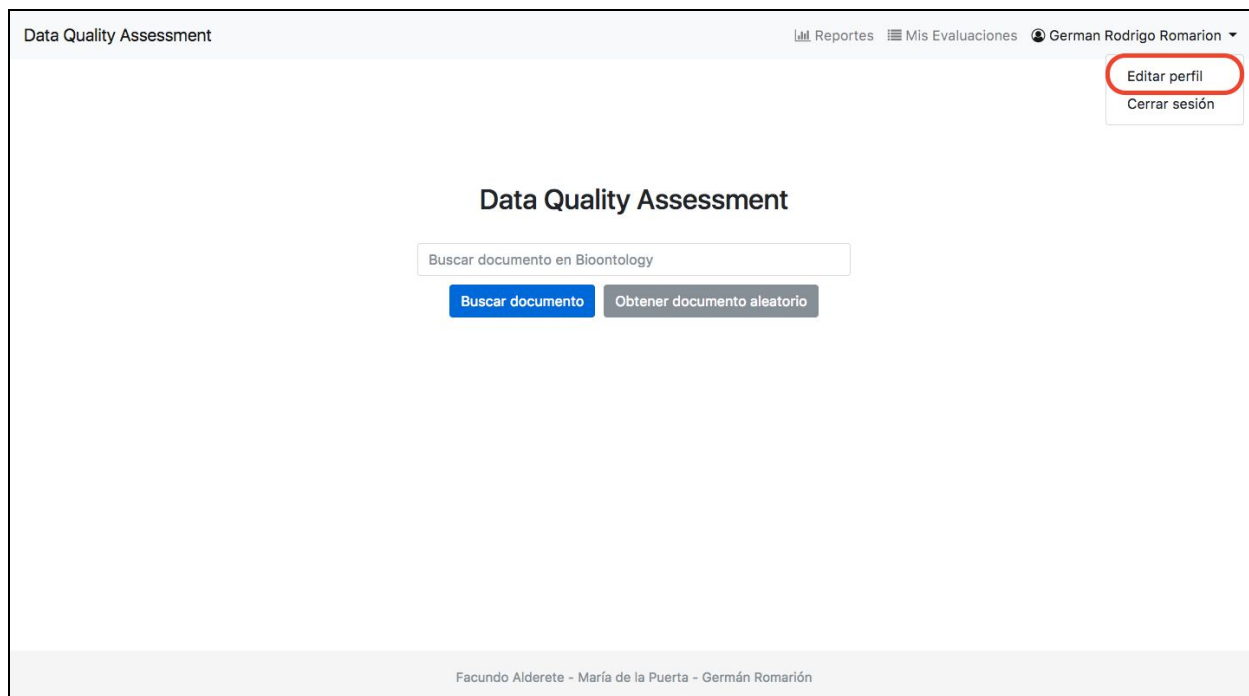 Data Quality Assessment
Reportes Mis Evaluaciones German Rodrigo Romarion
Editar perfil
Cerrar sesión
Data Quality Assessment
Buscar documento en Bioontology
Buscar documento Obtener documento aleatorio
Facundo Alderete - María de la Puerta - Germán Romarión